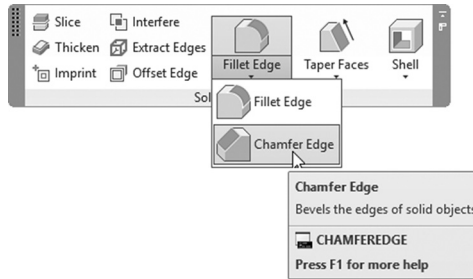 Slice
Interfere
Thicken
Extract Edges
Imprint
Offset Edge
Fillet Edge
Taper Faces
Shell
Sol
Fillet Edge
Chamfer Edge
Chamfer Edge
Bevels the edges of solid objects
CHAMFEREDGE
Press F1 for more help